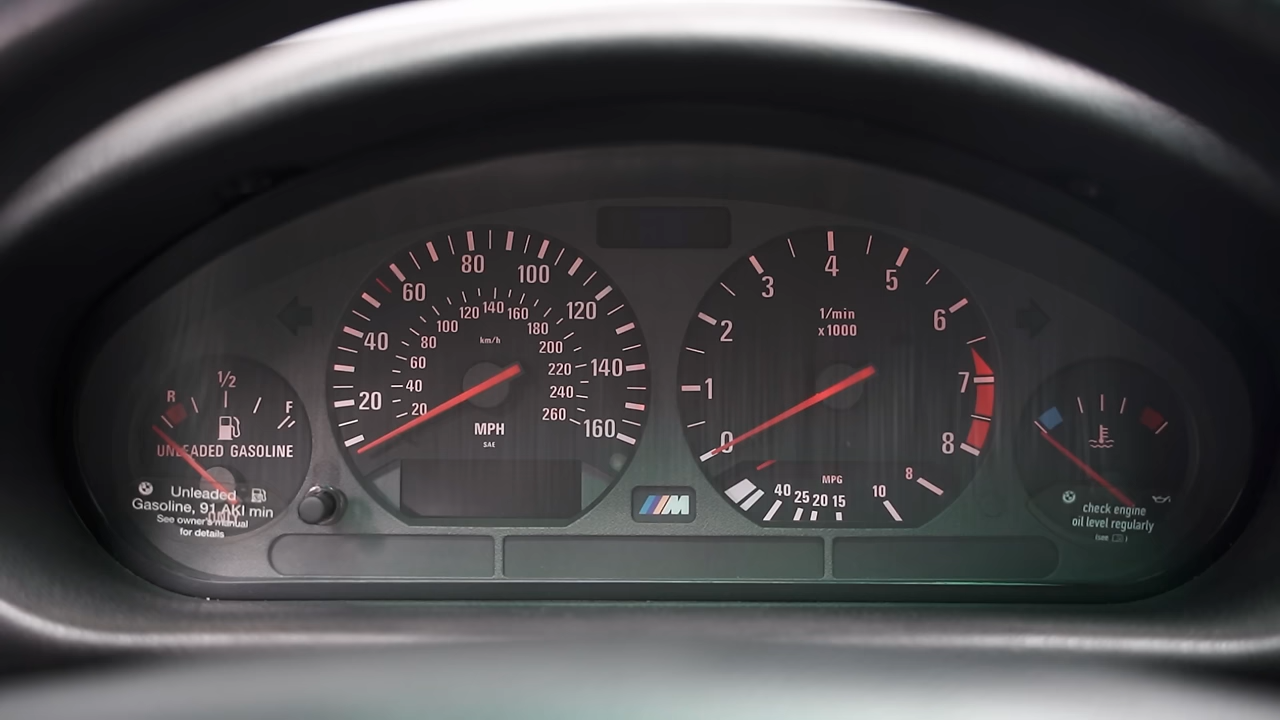 R
1/2
F
UNLEADED GASOLINE
Unleaded
Gasoline, 91 AKI min
See owner's manual
for details
20
40
60
80
100
120
140
160
20
40
60
80
100
120
140
160
180
200
220
240
260
km/h
MPH
SAE
M
0
1
2
3
4
5
6
7
8
1/min
x1000
MPG
40
25
20
15
10
8
check engine
oil level regularly
(see
)